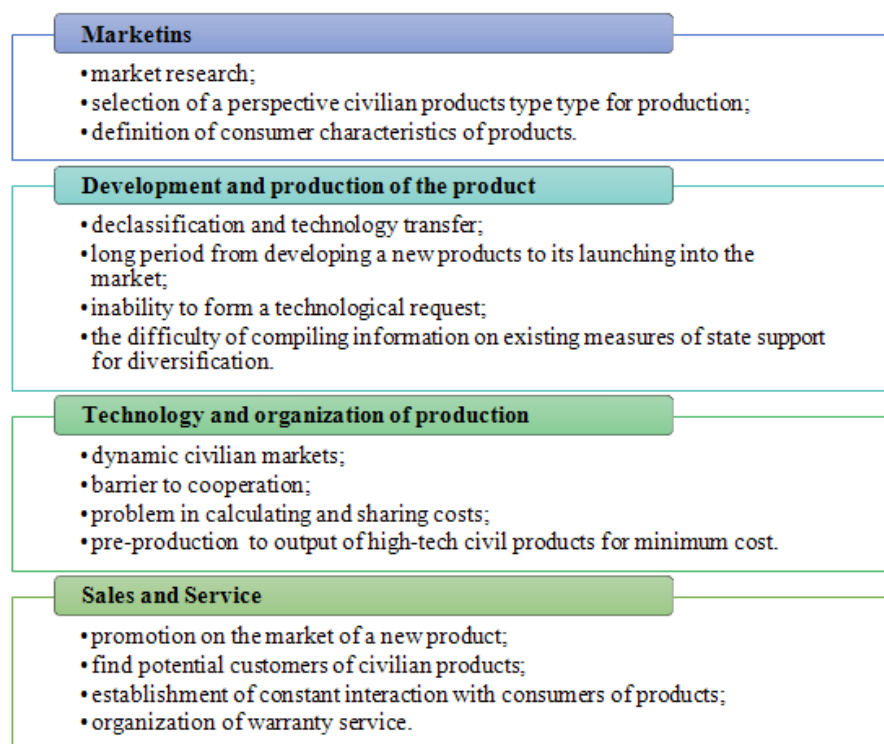 Marketins
• market research;
• selection of a perspective civilian products type type for production;
• definition of consumer characteristics of products.
Development and production of the product
• declassification and technology transfer;
• long period from developing a new products to its launching into the
market;
• inability to form a technological request;
• the difficulty of compiling information on existing measures of state support
for diversification.
Technology and organization of production
• dynamic civilian markets;
• barrier to cooperation;
• problem in calculating and sharing costs;
• pre-production to output of high-tech civil products for minimum cost.
Sales and Service
• promotion on the market of a new product;
• find potential customers of civilian products;
• establishment of constant interaction with consumers of products;
• organization of warranty service.